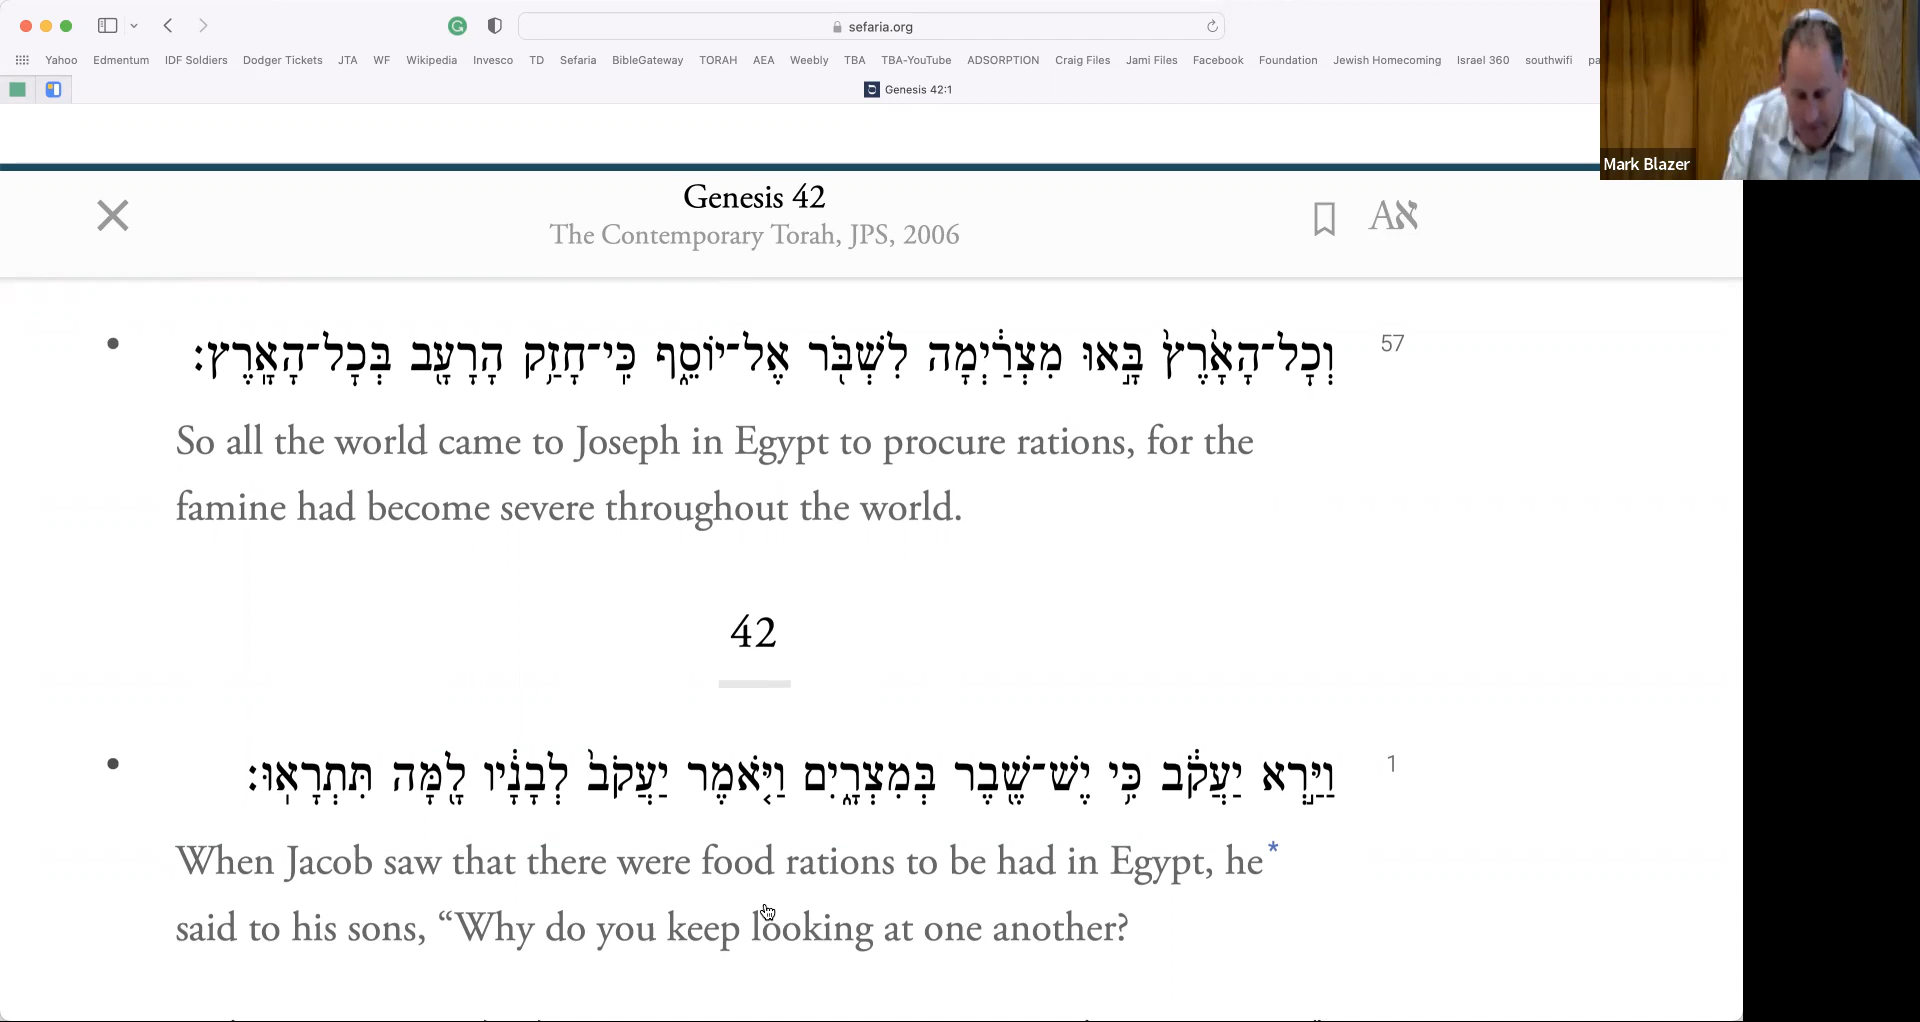 sefaria.org
Yahoo Edmentum IDF Soldiers Dodger Tickets JTA WF Wikipedia Invesco TD Sefaria BibleGateway TORAH AEA Weebly TBA TBA-YouTube ADSORPTION Craig Files Jami Files Facebook Foundation Jewish Homecoming Israel 360 southwifi pa
Genesis 42:1
Mark Blazer
Genesis 42
The Contemporary Torah, JPS, 2006
Aא
57
וְכׇל־הָאָ֙רֶץ֙ בָּ֣אוּ מִצְרַ֔יְמָה לִשְׁבֹּ֖ר אֶל־יוֹסֵ֑ף כִּֽי־חָזַ֥ק הָרָעָ֖ב בְּכׇל־הָאָֽרֶץ׃
So all the world came to Joseph in Egypt to procure rations, for the
famine had become severe throughout the world.
42
1
וַיַּ֣רְא יַעֲקֹ֔ב כִּ֥י יֶשׁ־שֶׁ֖בֶר בְּמִצְרָ֑יִם וַיֹּ֤אמֶר יַעֲקֹב֙ לְבָנָ֔יו לָ֖מָּה תִּתְרָאֽוּ׃
When Jacob saw that there were food rations to be had in Egypt, he*
said to his sons, “Why do you keep looking at one another?